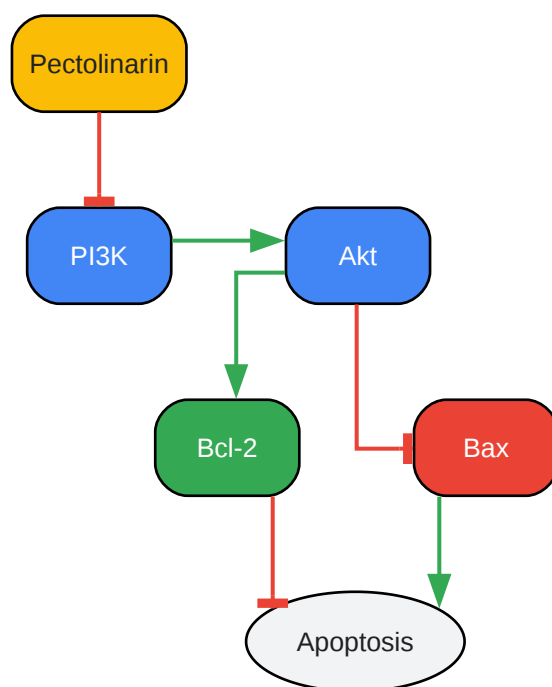 Pectolinarin
PI3K
Akt
Bcl-2
Bax
Apoptosis